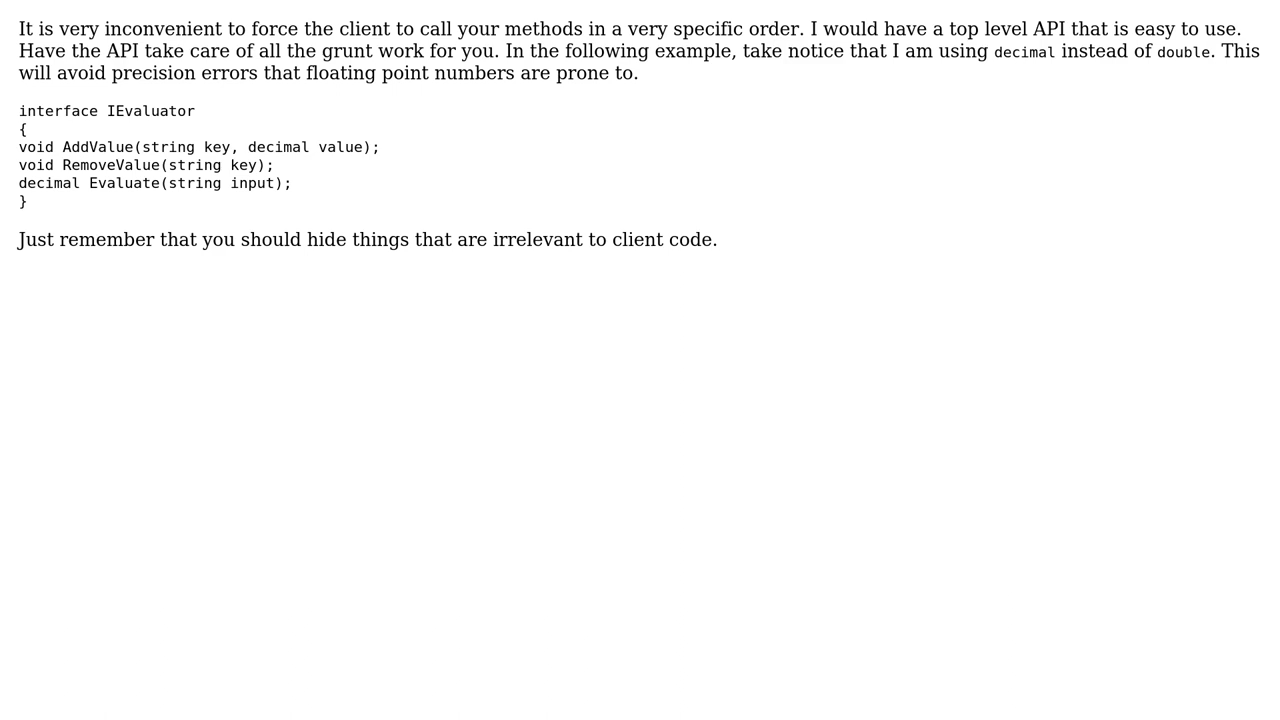 It is very inconvenient to force the client to call your methods in a very specific order. I would have a top level API that is easy to use.
Have the API take care of all the grunt work for you. In the following example, take notice that I am using decimal instead of double. This
will avoid precision errors that floating point numbers are prone to.
interface IEvaluator
{
void AddValue(string key, decimal value);
void RemoveValue(string key);
decimal Evaluate(string input);
}
Just remember that you should hide things that are irrelevant to client code.